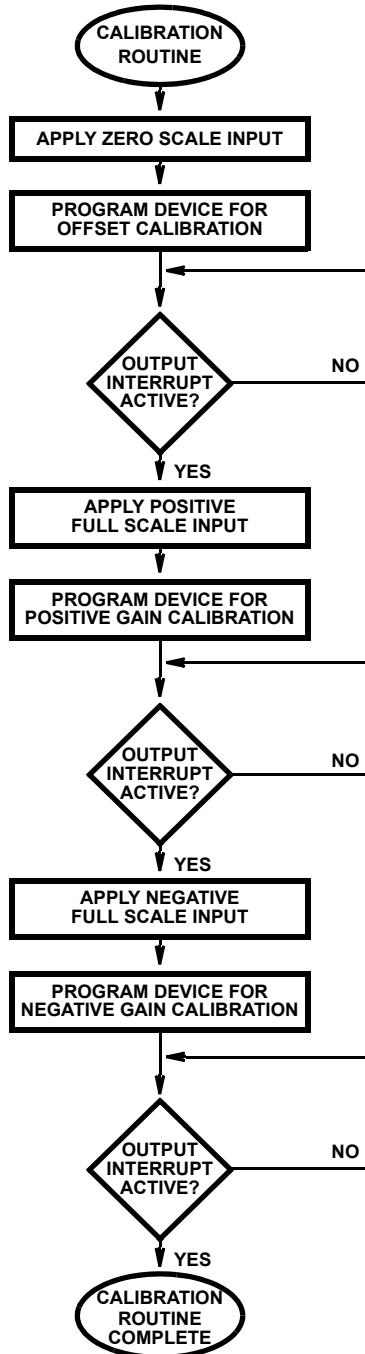 CALIBRATION
ROUTINE
APPLY ZERO SCALE INPUT
PROGRAM DEVICE FOR
OFFSET CALIBRATION
OUTPUT
INTERRUPT
ACTIVE?
NO
YES
APPLY POSITIVE
FULL SCALE INPUT
PROGRAM DEVICE FOR
POSITIVE GAIN CALIBRATION
OUTPUT
INTERRUPT
ACTIVE?
NO
YES
APPLY NEGATIVE
FULL SCALE INPUT
PROGRAM DEVICE FOR
NEGATIVE GAIN CALIBRATION
OUTPUT
INTERRUPT
ACTIVE?
NO
YES
CALIBRATION
ROUTINE
COMPLETE